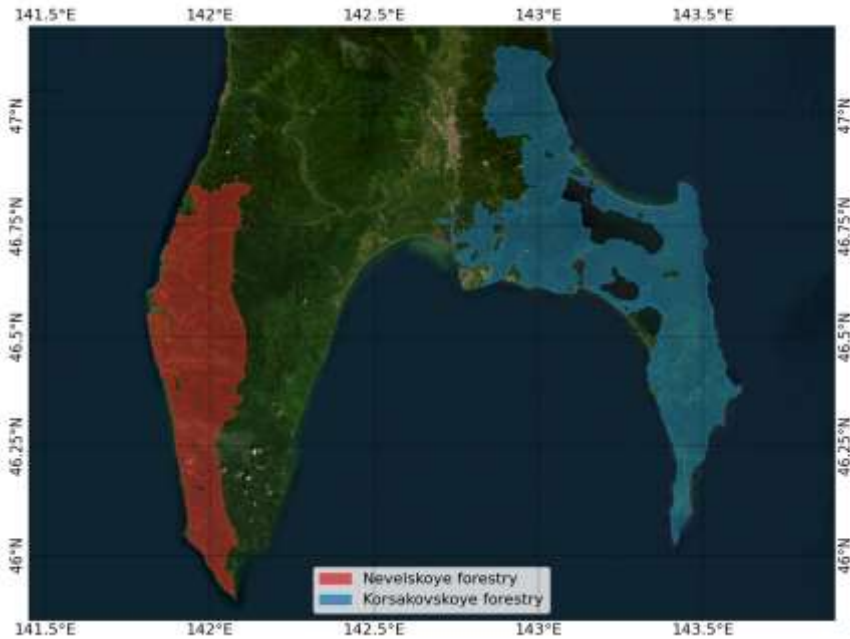 141.5°E 142°E 142.5°E 143°E 143.5°E
47°N 47°N
46.75°N 46.75°N
46.5°N 46.5°N
46.25°N 46.25°N
46°N 46°N
Nevelskoye forestry
Korsakovskoye forestry
141.5°E 142°E 142.5°E 143°E 143.5°E